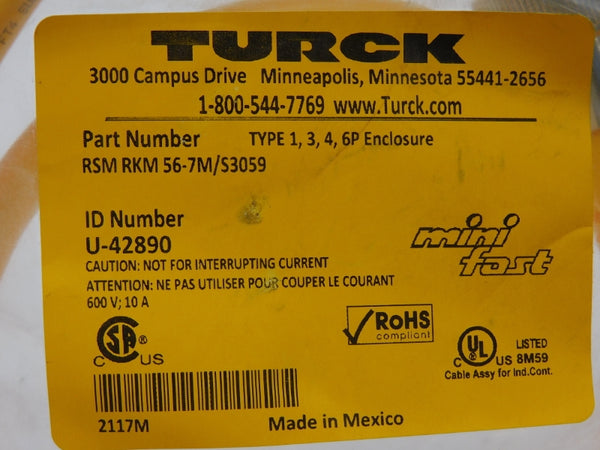 TURCK
3000 Campus Drive Minneapolis, Minnesota 55441-2656
1-800-544-7769 www.Turck.com
Part Number TYPE 1, 3, 4, 6P Enclosure
RSM RKM 56-7M/S3059
ID Number
U-42890
mini
fast
CAUTION: NOT FOR INTERRUPTING CURRENT
ATTENTION: NE PAS UTILISER POUR COUPER LE COURANT
600 V; 10 A
SA ®
C US
RoHS
compliant
UL
C US LISTED
8M59
Cable Assy for Ind.Cont.
2117M
Made in Mexico